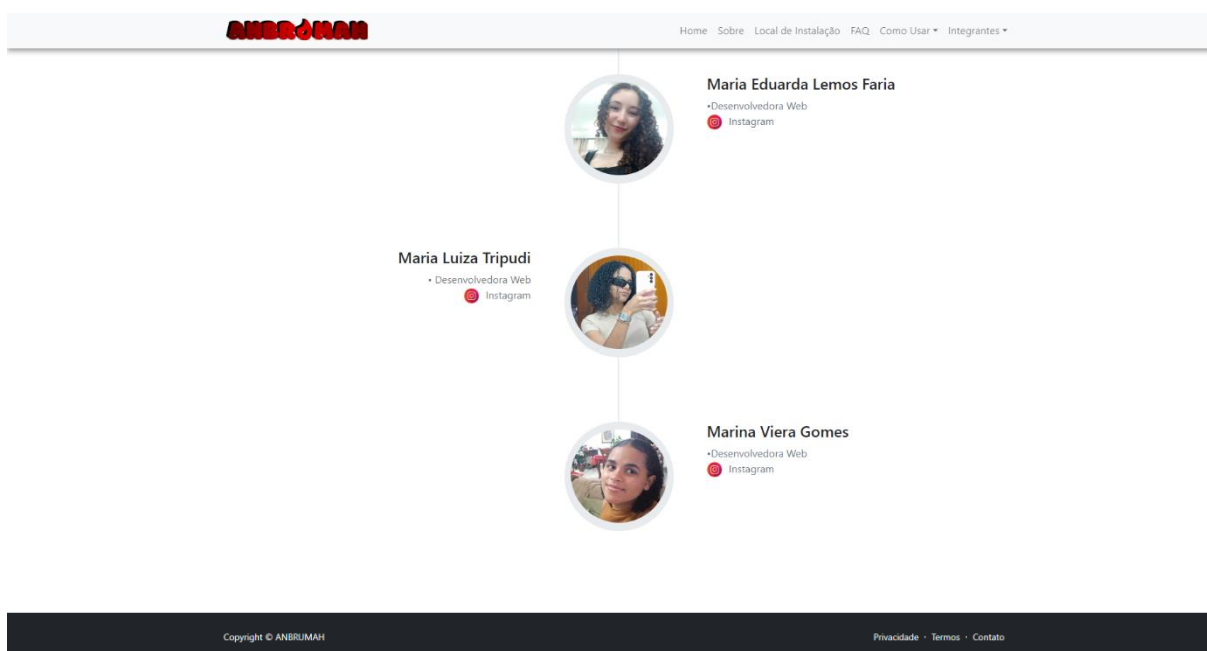 ANBRUMAH
Home Sobre Local de Instalação FAQ Como Usar Integrantes
Maria Eduarda Lemos Faria
•Desenvolvedora Web
Instagram
Maria Luiza Tripudi
• Desenvolvedora Web
Instagram
Marina Viera Gomes
•Desenvolvedora Web
Instagram
Copyright © ANBRUMAH
Privacidade · Termos · Contato